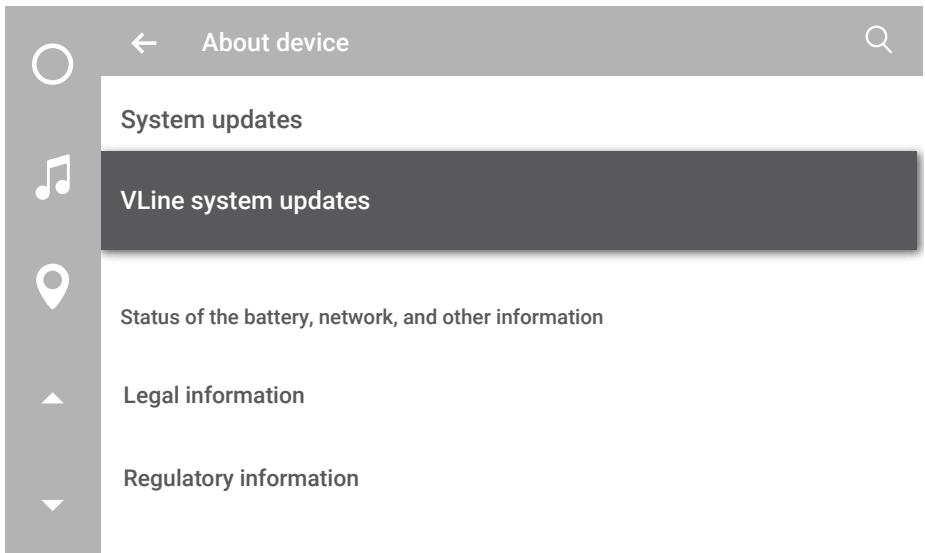 About device
System updates
VLine system updates
Status of the battery, network, and other information
Legal information
Regulatory information